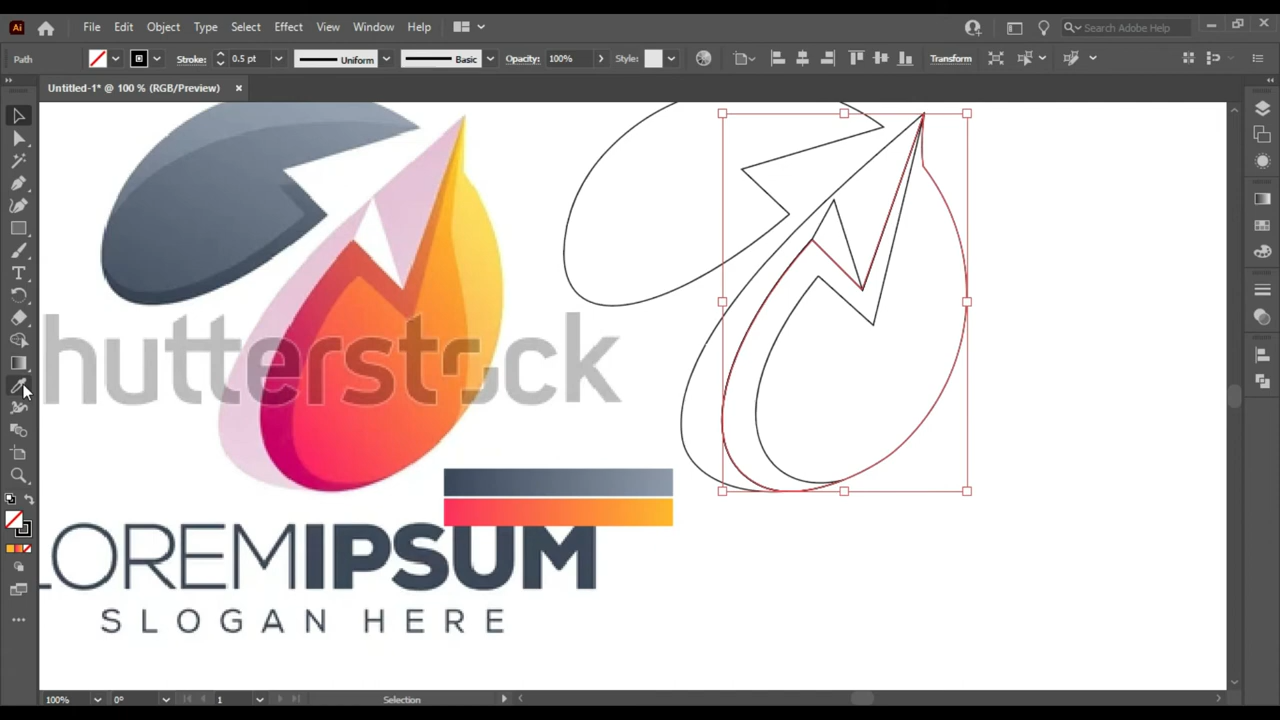 Ai File Edit Object Type Select Effect View Window Help Search Adobe Help
Path Stroke: 0.5 pt Uniform Basic Opacity: 100% Style: Transform
Untitled-1* @ 100 % (RGB/Preview) ×
hutterstock
LOREMIPSUM
SLOGAN HERE
100% 0° 1 Selection